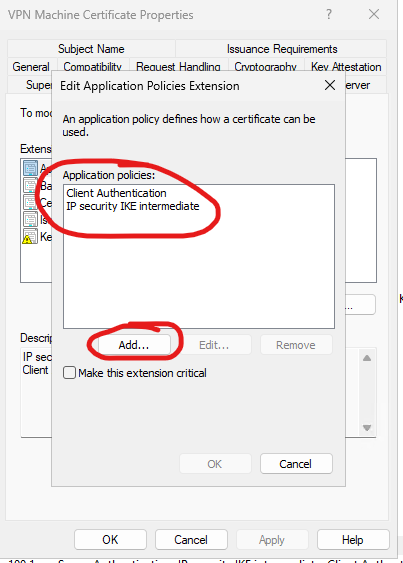 VPN Machine Certificate Properties
?
Subject Name
Issuance Requirements
General
Compatibility
Request Handling
Cryptography
Key Attestation
Super
erver
Edit Application Policies Extension
To mod
An application policy defines how a certificate can be
used.
Extens
Application policies:
Client Authentication
IP security IKE intermediate
Ba
Ce
Iss
Ke
...
Add...
Edit...
Remove
Descrip
IP sec
Client
Make this extension critical
OK
Cancel
OK
Cancel
Apply
Help